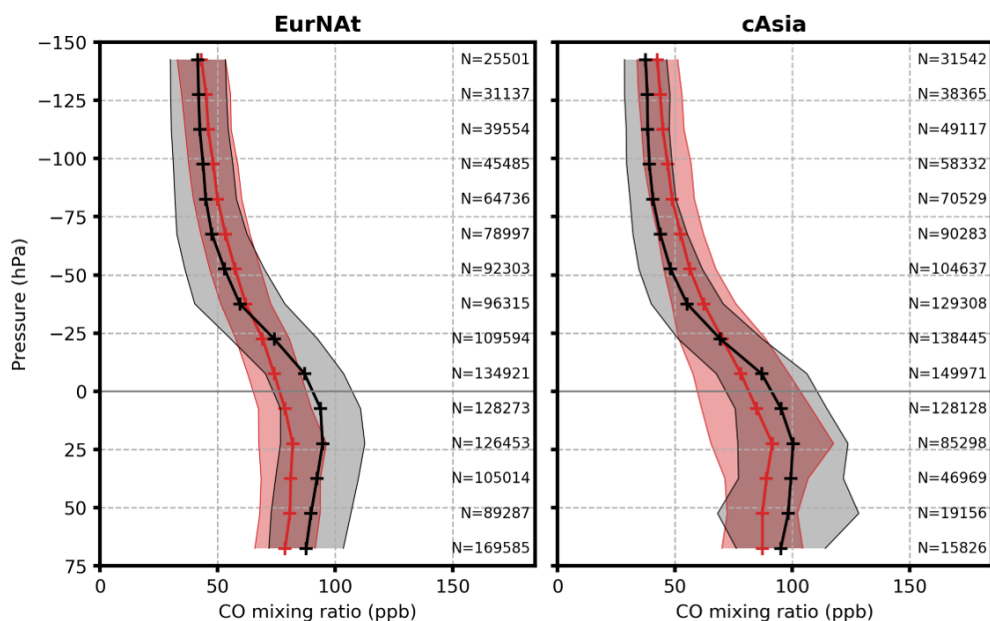 EurNAt
cAsia
−150
−125
−100
−75
−50
−25
0
25
50
75
Pressure (hPa)
N=25501
N=31137
N=39554
N=45485
N=64736
N=78997
N=92303
N=96315
N=109594
N=134921
N=128273
N=126453
N=105014
N=89287
N=169585
0
50
100
150
CO mixing ratio (ppb)
N=31542
N=38365
N=49117
N=58332
N=70529
N=90283
N=104637
N=129308
N=138445
N=149971
N=128128
N=85298
N=46969
N=19156
N=15826
0
50
100
150
CO mixing ratio (ppb)